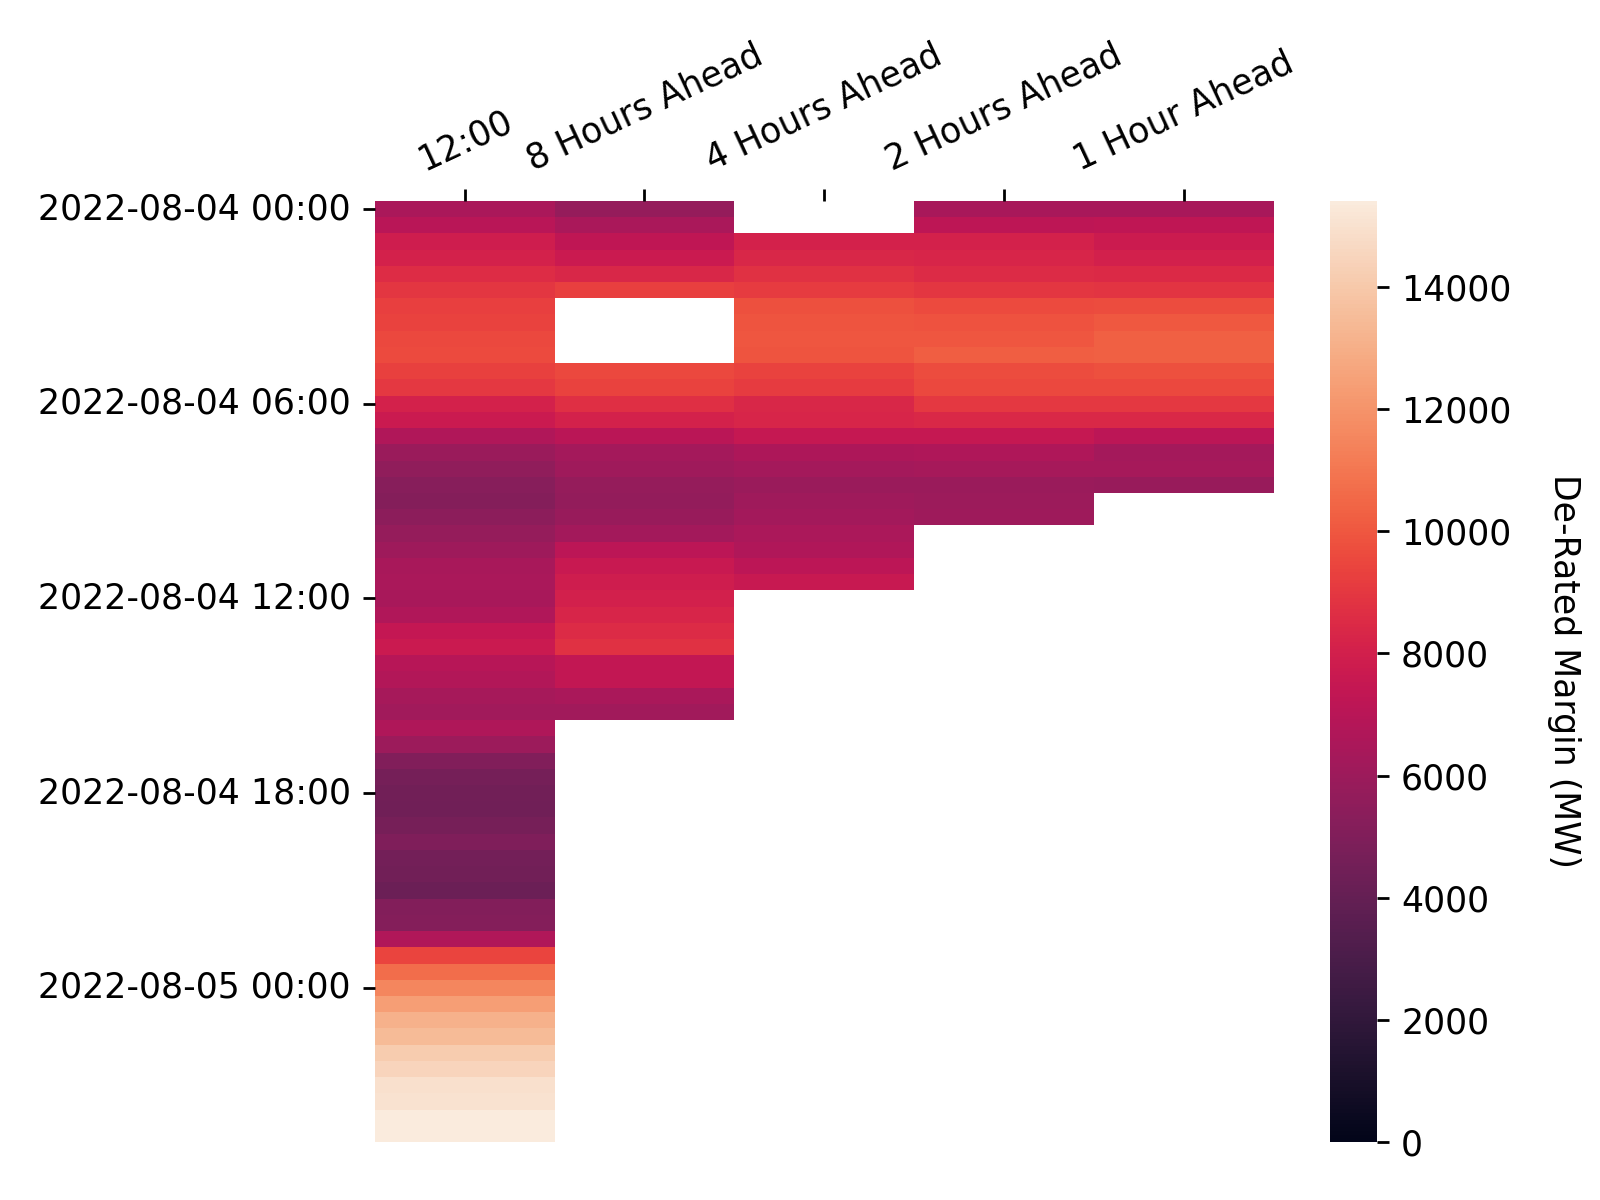 12:00
8 Hours Ahead
4 Hours Ahead
2 Hours Ahead
1 Hour Ahead
2022-08-04 00:00
2022-08-04 06:00
2022-08-04 12:00
2022-08-04 18:00
2022-08-05 00:00
14000
12000
10000
8000
6000
4000
2000
0
De-Rated Margin (MW)